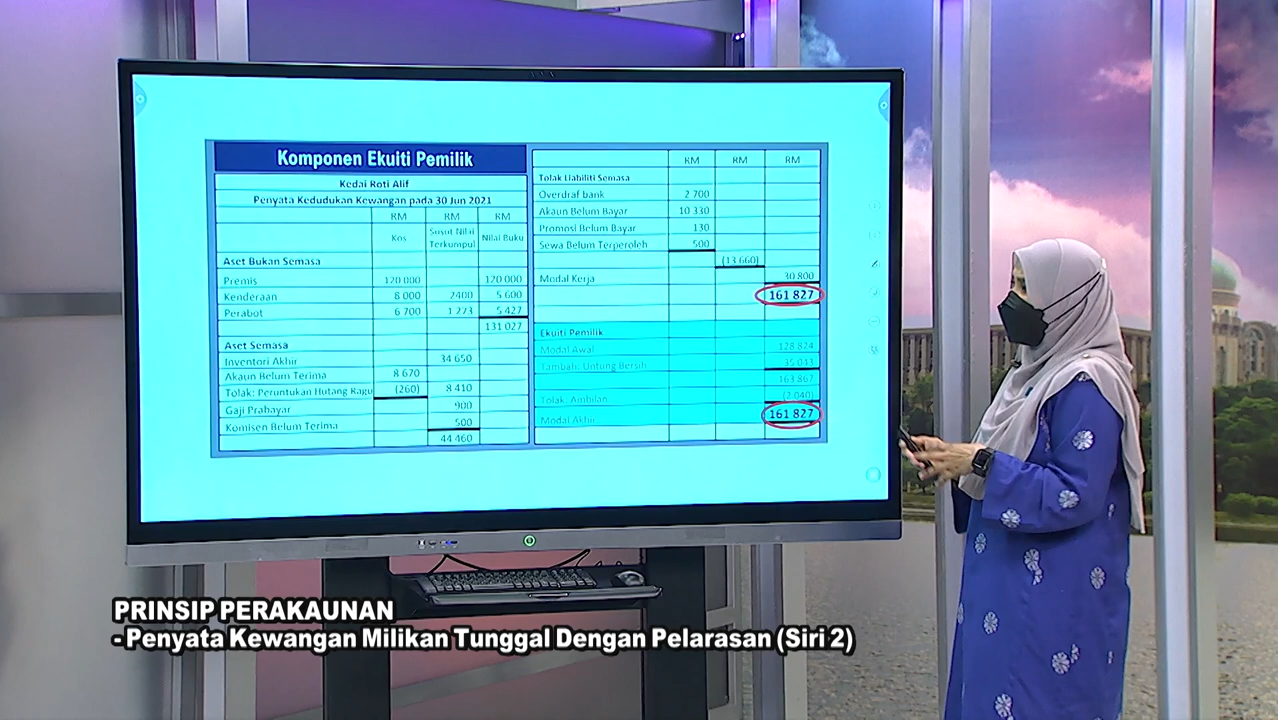 Komponen Ekuiti Pemilik
Kedai Roti Alif
Penyata Kedudukan Kewangan pada 30 Jun 2021
RM RM RM
Kos Susut Nilai Terkumpul Nilai Buku
Aset Bukan Semasa
Premis 120 000 120 000
Kenderaan 8 000 2400 5 600
Perabot 6 700 1 273 5 427
131 027
Aset Semasa
Inventori Akhir 34 650
Akaun Belum Terima 8 670
Tolak: Peruntukan Hutang Ragu (260) 8 410
Gaji Prabayar 900
Komisen Belum Terima 500
44 460
RM RM RM
Tolak Liabiliti Semasa
Overdraf bank 2 700
Akaun Belum Bayar 10 330
Promosi Belum Bayar 130
Sewa Belum Terperoleh 500
(13 660)
Modal Kerja 30 800
161 827
Ekuiti Pemilik
Modal Awal 128 824
Tambah: Untung Bersih 35 043
163 867
Tolak: Ambilan (2 040)
Modal Akhir 161 827
PRINSIP PERAKAUNAN
- Penyata Kewangan Milikan Tunggal Dengan Pelarasan (Siri 2)